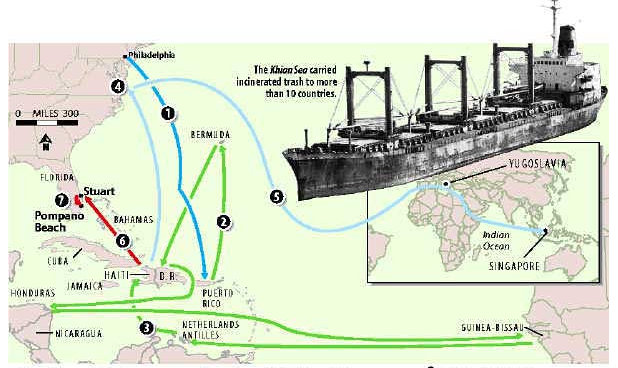 Philadelphia
The Khian Sea carried
incinerated trash to more
than 10 countries.
4
1
0 MILES 300
N
BERMUDA
YUGOSLAVIA
FLORIDA
Stuart
7
5
Pompano
Beach
BAHAMAS
2
6
Indian
Ocean
CUBA
HAITI
D.R.
SINGAPORE
JAMAICA
HONDURAS
PUERTO
RICO
3
NETHERLANDS
ANTILLES
GUINEA-BISSAU
NICARAGUA